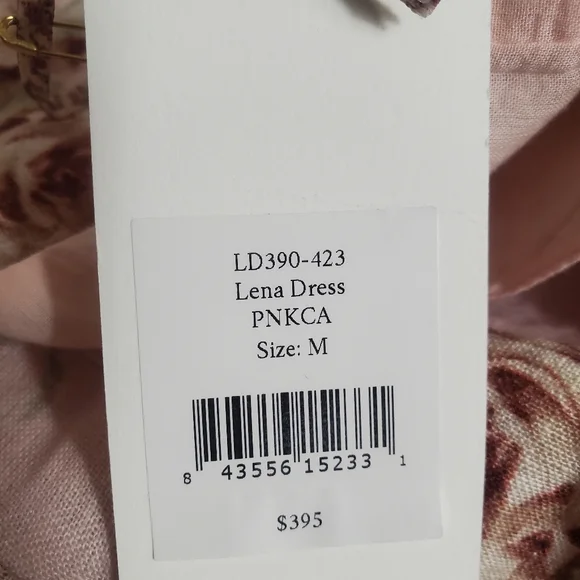 LD390-423
Lena Dress
PNKCA
Size: M
8 43556 15233 1
$395